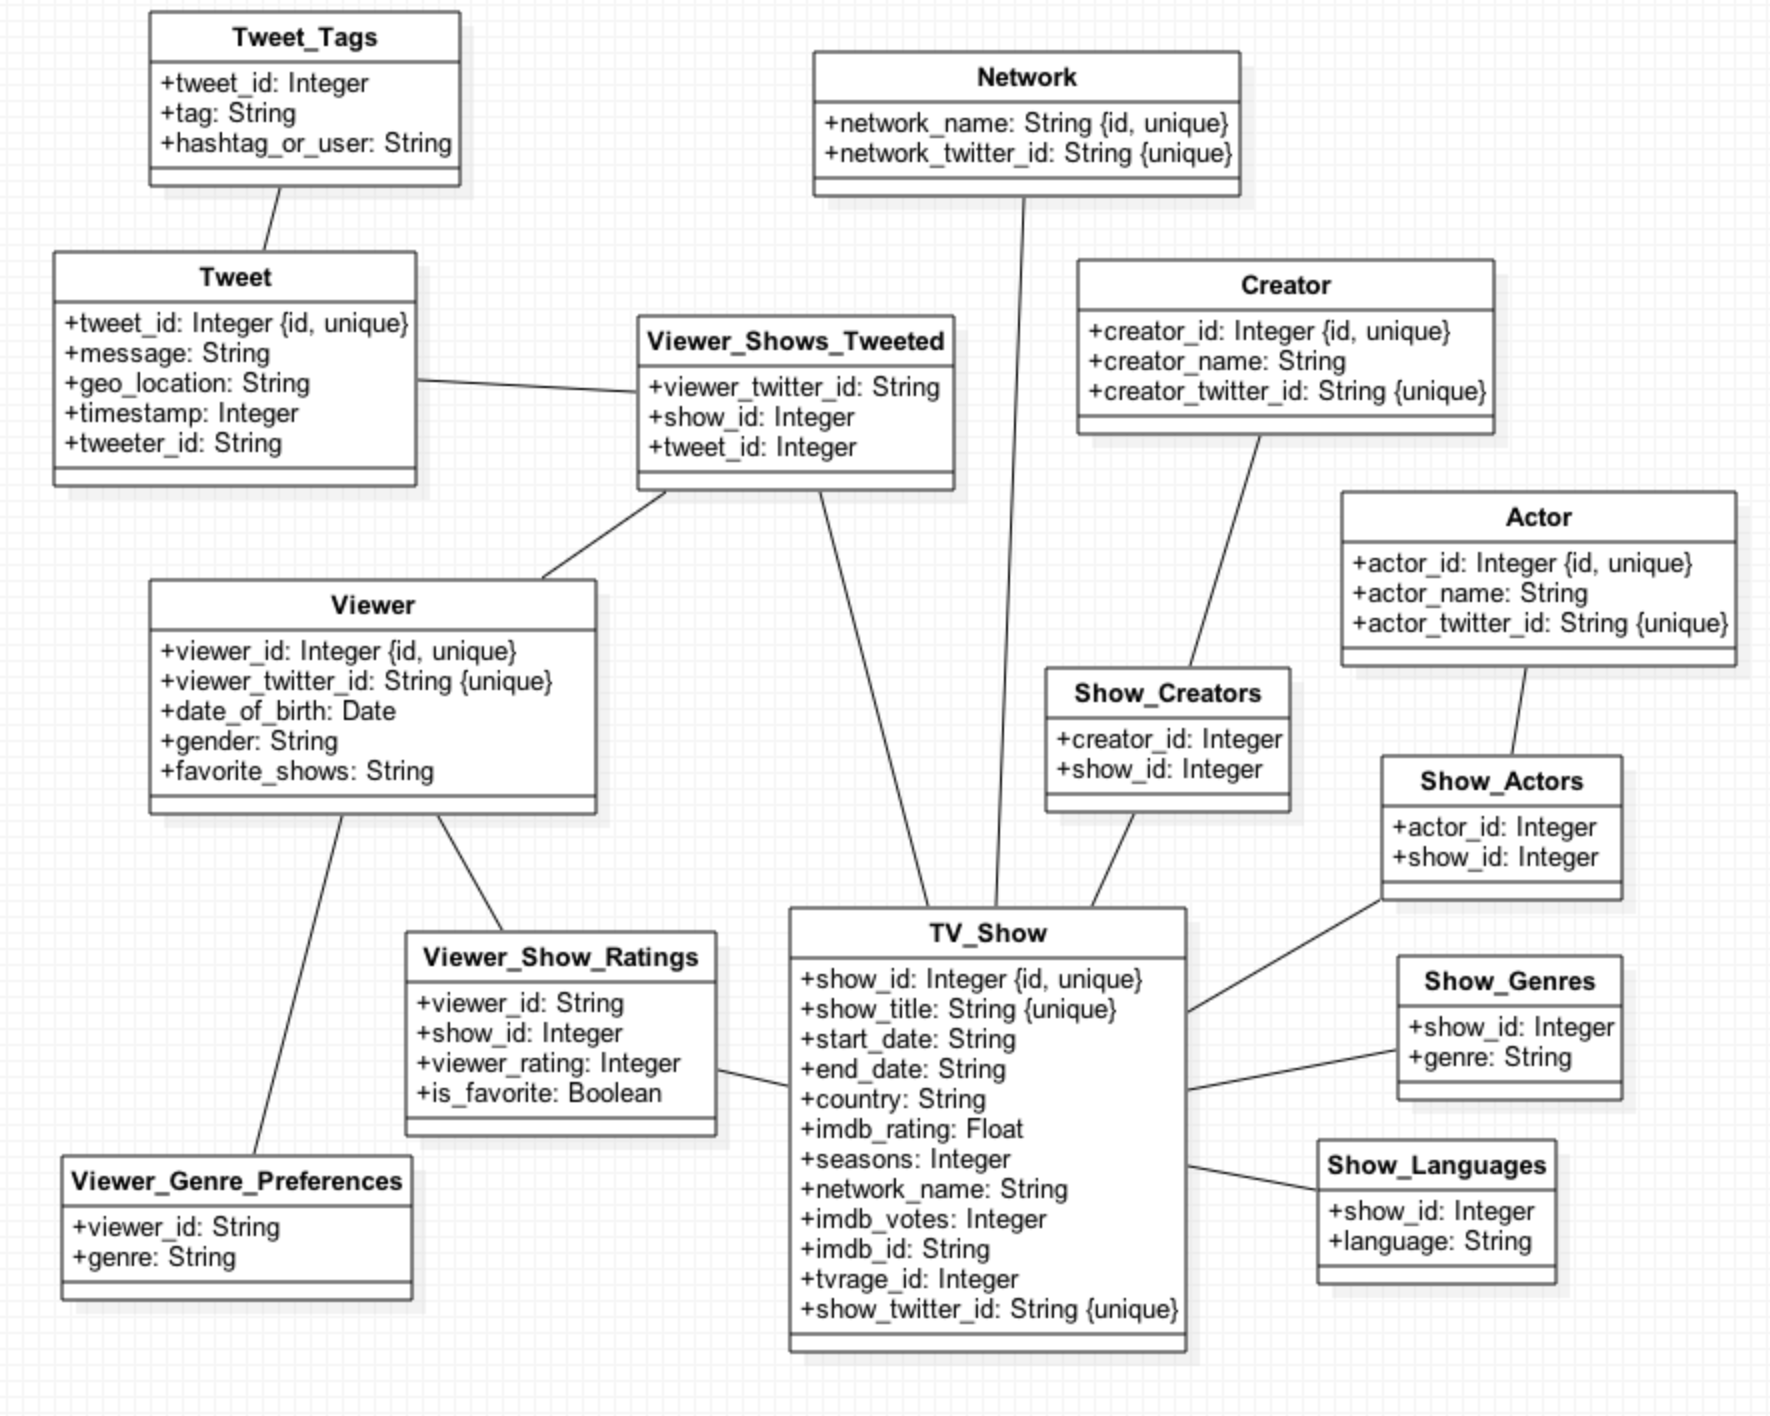 Tweet_Tags
+tweet_id: Integer
+tag: String
+hashtag_or_user: String
Network
+network_name: String {id, unique}
+network_twitter_id: String {unique}
Tweet
+tweet_id: Integer {id, unique}
+message: String
+geo_location: String
+timestamp: Integer
+tweeter_id: String
Viewer_Shows_Tweeted
+viewer_twitter_id: String
+show_id: Integer
+tweet_id: Integer
Creator
+creator_id: Integer {id, unique}
+creator_name: String
+creator_twitter_id: String {unique}
Actor
+actor_id: Integer {id, unique}
+actor_name: String
+actor_twitter_id: String {unique}
Viewer
+viewer_id: Integer {id, unique}
+viewer_twitter_id: String {unique}
+date_of_birth: Date
+gender: String
+favorite_shows: String
Show_Creators
+creator_id: Integer
+show_id: Integer
Show_Actors
+actor_id: Integer
+show_id: Integer
Viewer_Show_Ratings
+viewer_id: String
+show_id: Integer
+viewer_rating: Integer
+is_favorite: Boolean
TV_Show
+show_id: Integer {id, unique}
+show_title: String {unique}
+start_date: String
+end_date: String
+country: String
+imdb_rating: Float
+seasons: Integer
+network_name: String
+imdb_votes: Integer
+imdb_id: String
+tvrage_id: Integer
+show_twitter_id: String {unique}
Show_Genres
+show_id: Integer
+genre: String
Viewer_Genre_Preferences
+viewer_id: String
+genre: String
Show_Languages
+show_id: Integer
+language: String